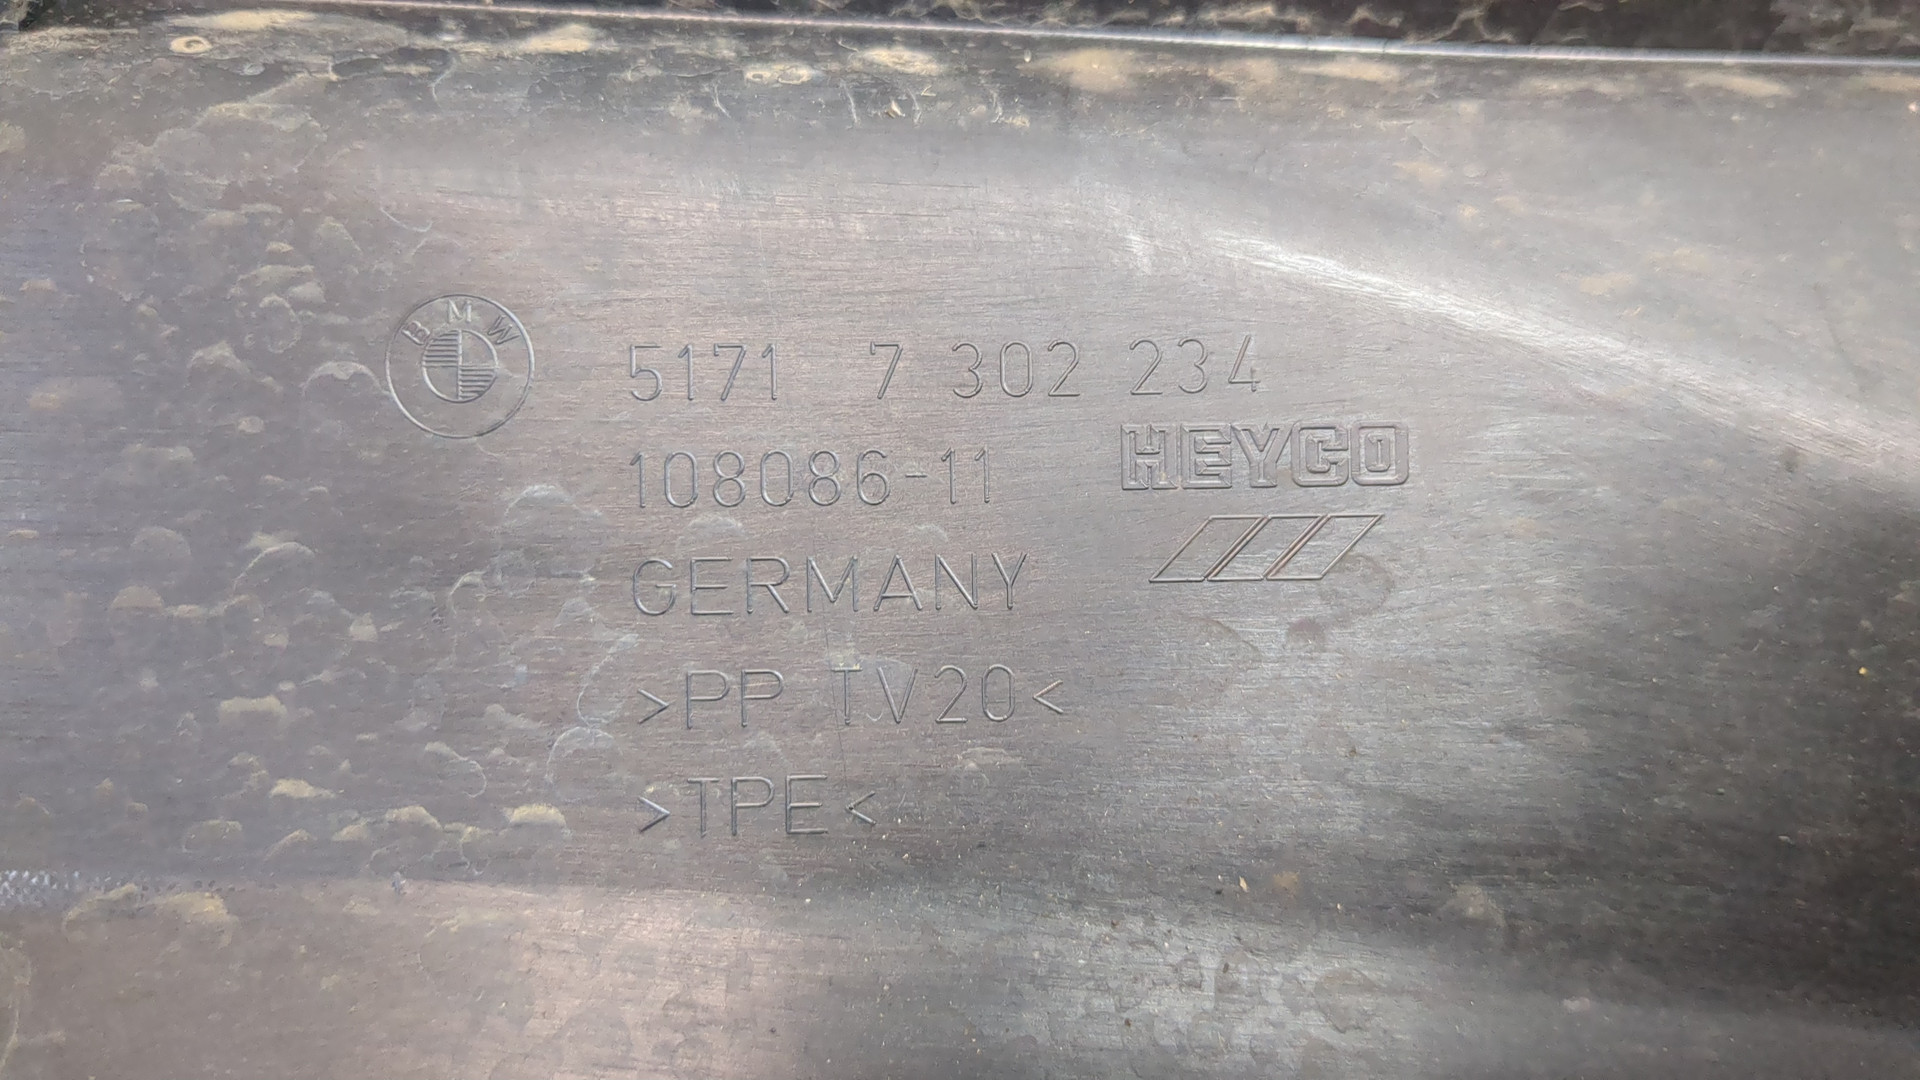 BMW
5171 7 302 234
108086-11
HEYCO
GERMANY
>PP TV20<
>TPE<